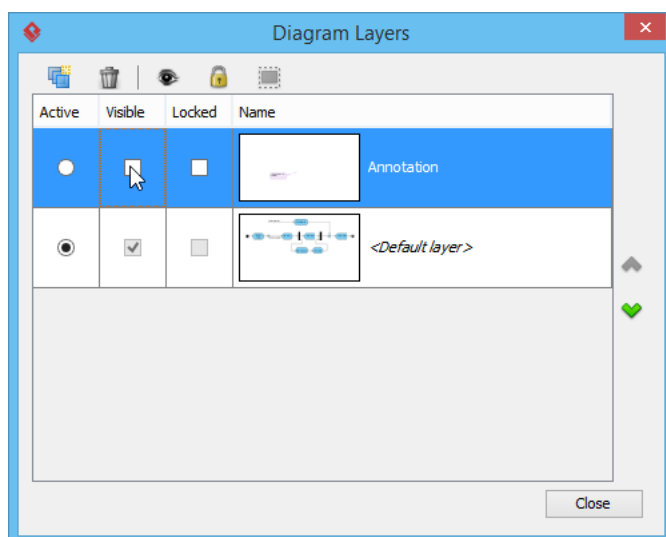 Diagram Layers
Active Visible Locked Name
Annotation
<Default layer>
Close